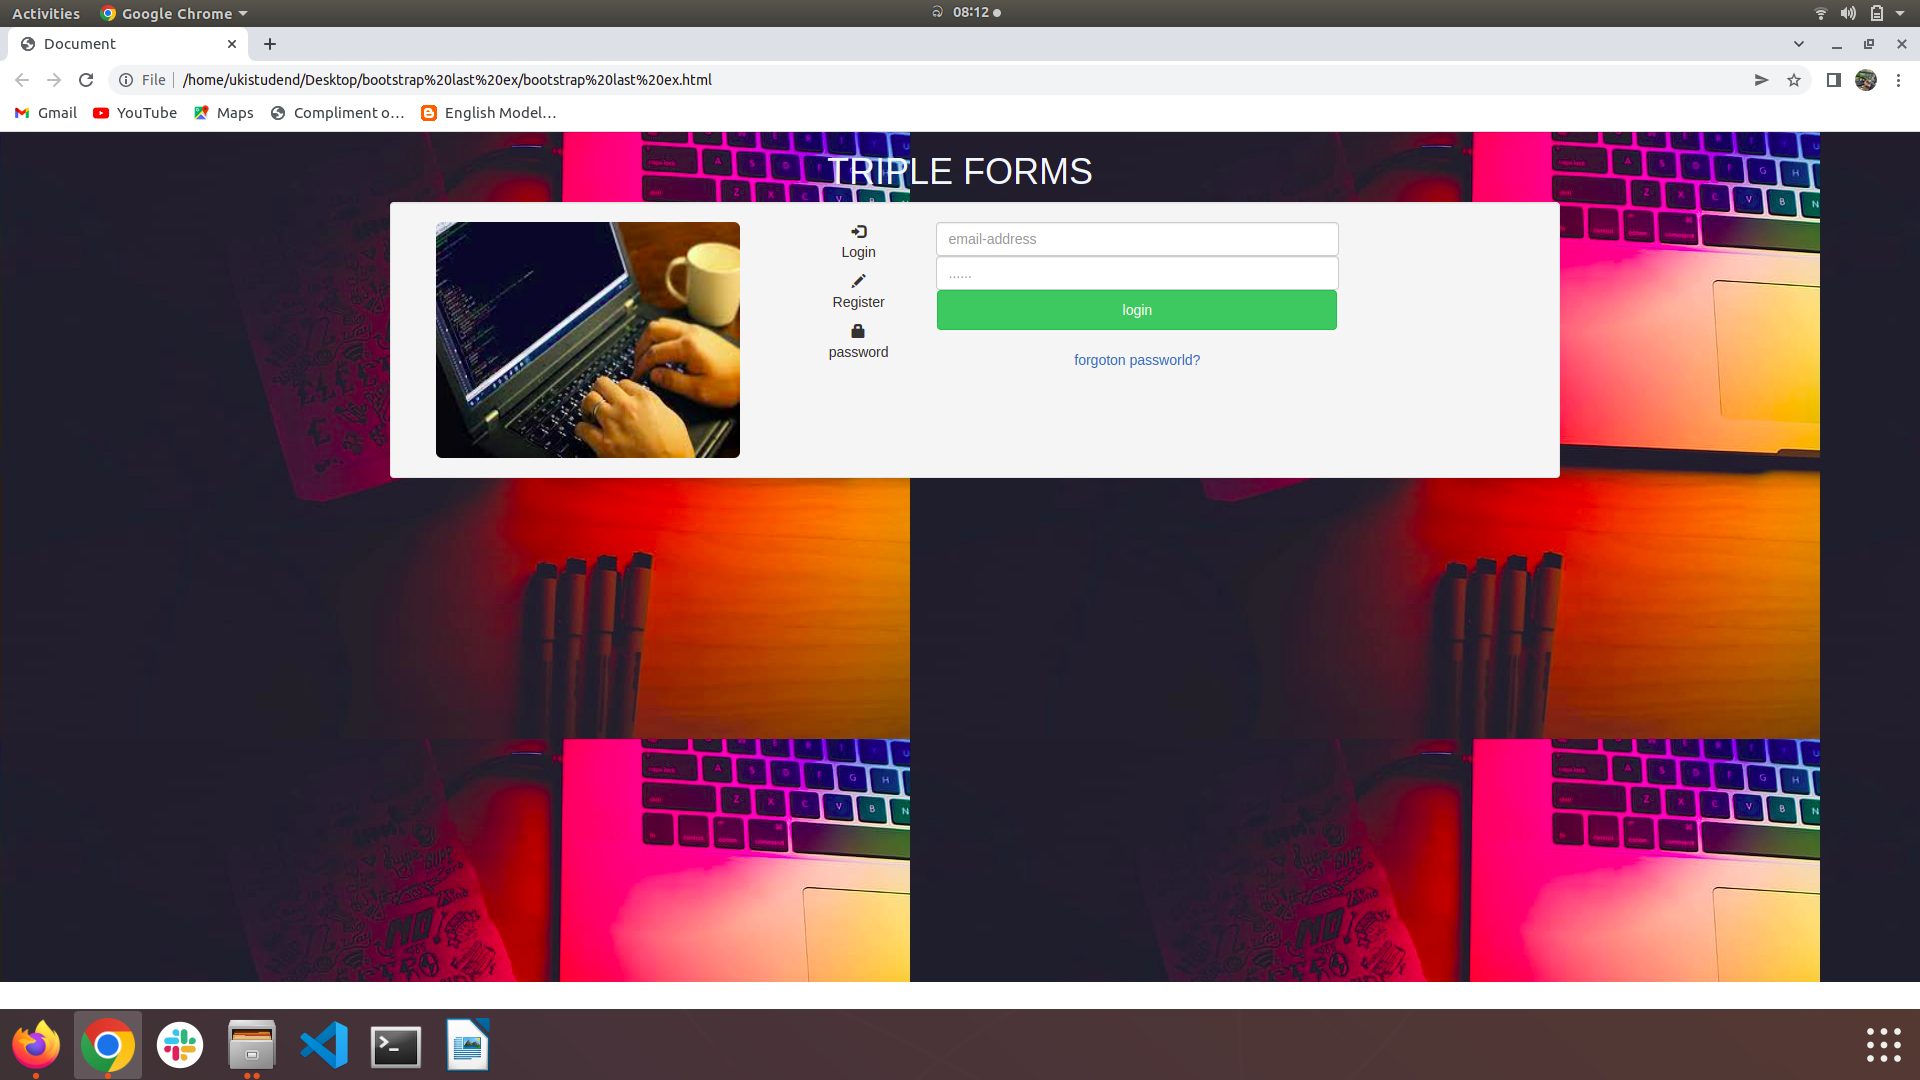 Activities
Google Chrome
08:12
Document
File
/home/ukistudend/Desktop/bootstrap%20last%20ex/bootstrap%20last%20ex.html
Gmail
YouTube
Maps
Compliment o…
English Model…
TRIPLE FORMS
Login
Register
password
email-address
......
login
forgoton passworld?